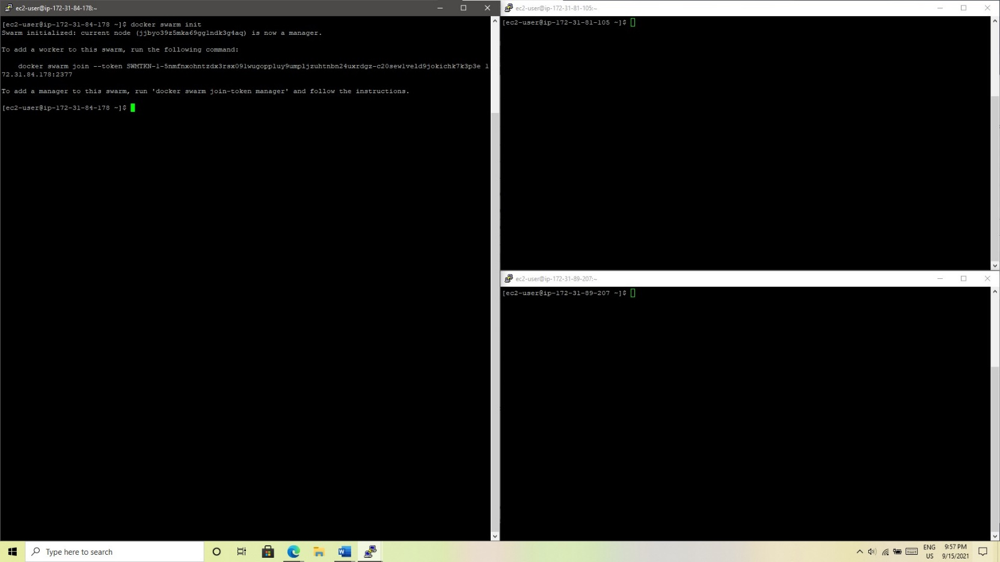 ec2-user@ip-172-31-84-178:~
[ec2-user@ip-172-31-84-178 ~]$ docker swarm init
Swarm initialized: current node (jjbyo39z5mka69gglndk3g4aq) is now a manager.
To add a worker to this swarm, run the following command:
docker swarm join --token SWMTKN-1-5nmfnxohntzdx3rsx09lwugoppluy9umpljzuhtnbn24uxrdgz-c20sewlveld9jokichk7k3p3e 1
72.31.84.178:2377
To add a manager to this swarm, run 'docker swarm join-token manager' and follow the instructions.
[ec2-user@ip-172-31-84-178 ~]$
ec2-user@ip-172-31-81-105:~
[ec2-user@ip-172-31-81-105 ~]$
ec2-user@ip-172-31-89-207:~
[ec2-user@ip-172-31-89-207 ~]$
Type here to search
W
ENG
US
9:57 PM
9/15/2021